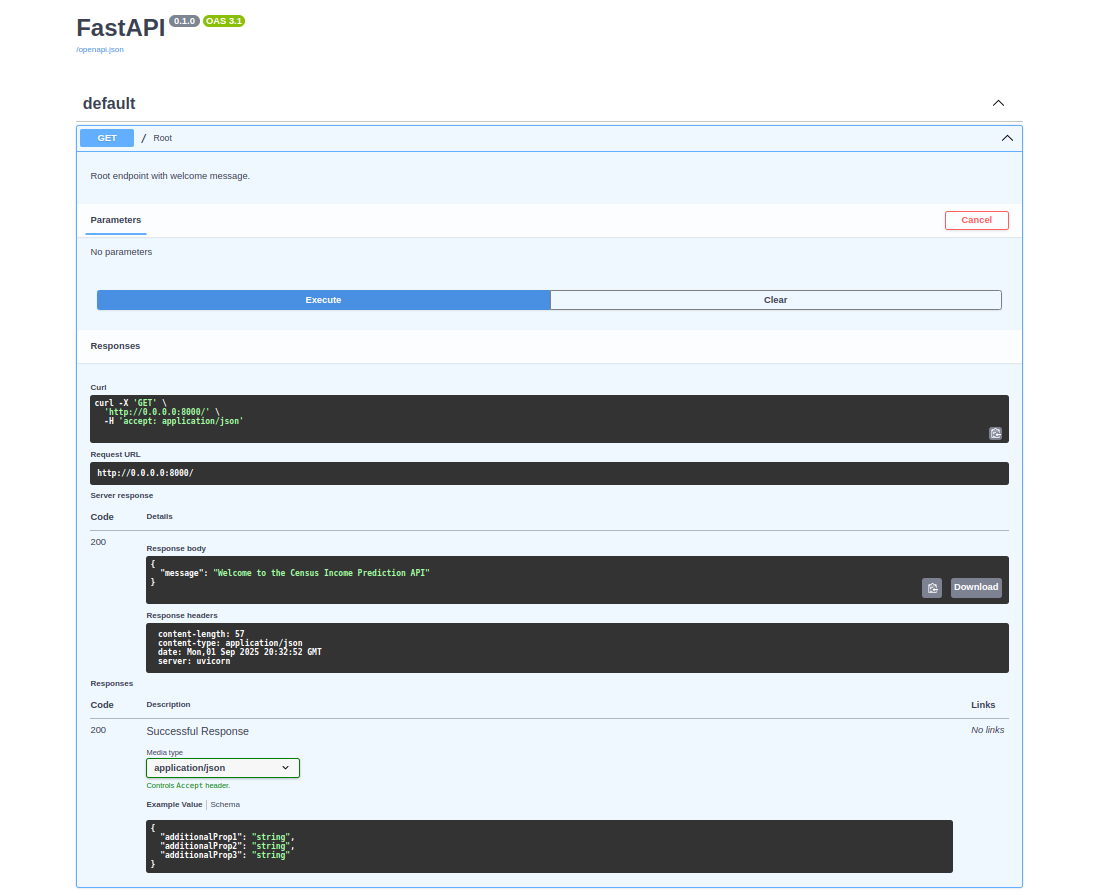 FastAPI 0.1.0 OAS 3.1
/openapi.json
default
GET / Root
Root endpoint with welcome message.
Parameters Cancel
No parameters
Execute Clear
Responses
Curl
curl -X 'GET' \
'http://0.0.0.0:8000/' \
-H 'accept: application/json'
Request URL
http://0.0.0.0:8000/
Server response
Code Details
200
Response body
{
"message": "Welcome to the Census Income Prediction API"
}
Download
Response headers
content-length: 57
content-type: application/json
date: Mon,01 Sep 2025 20:32:52 GMT
server: uvicorn
Responses
Code Description Links
200 Successful Response No links
Media type
application/json
Controls Accept header.
Example Value Schema
{
"additionalProp1": "string",
"additionalProp2": "string",
"additionalProp3": "string"
}